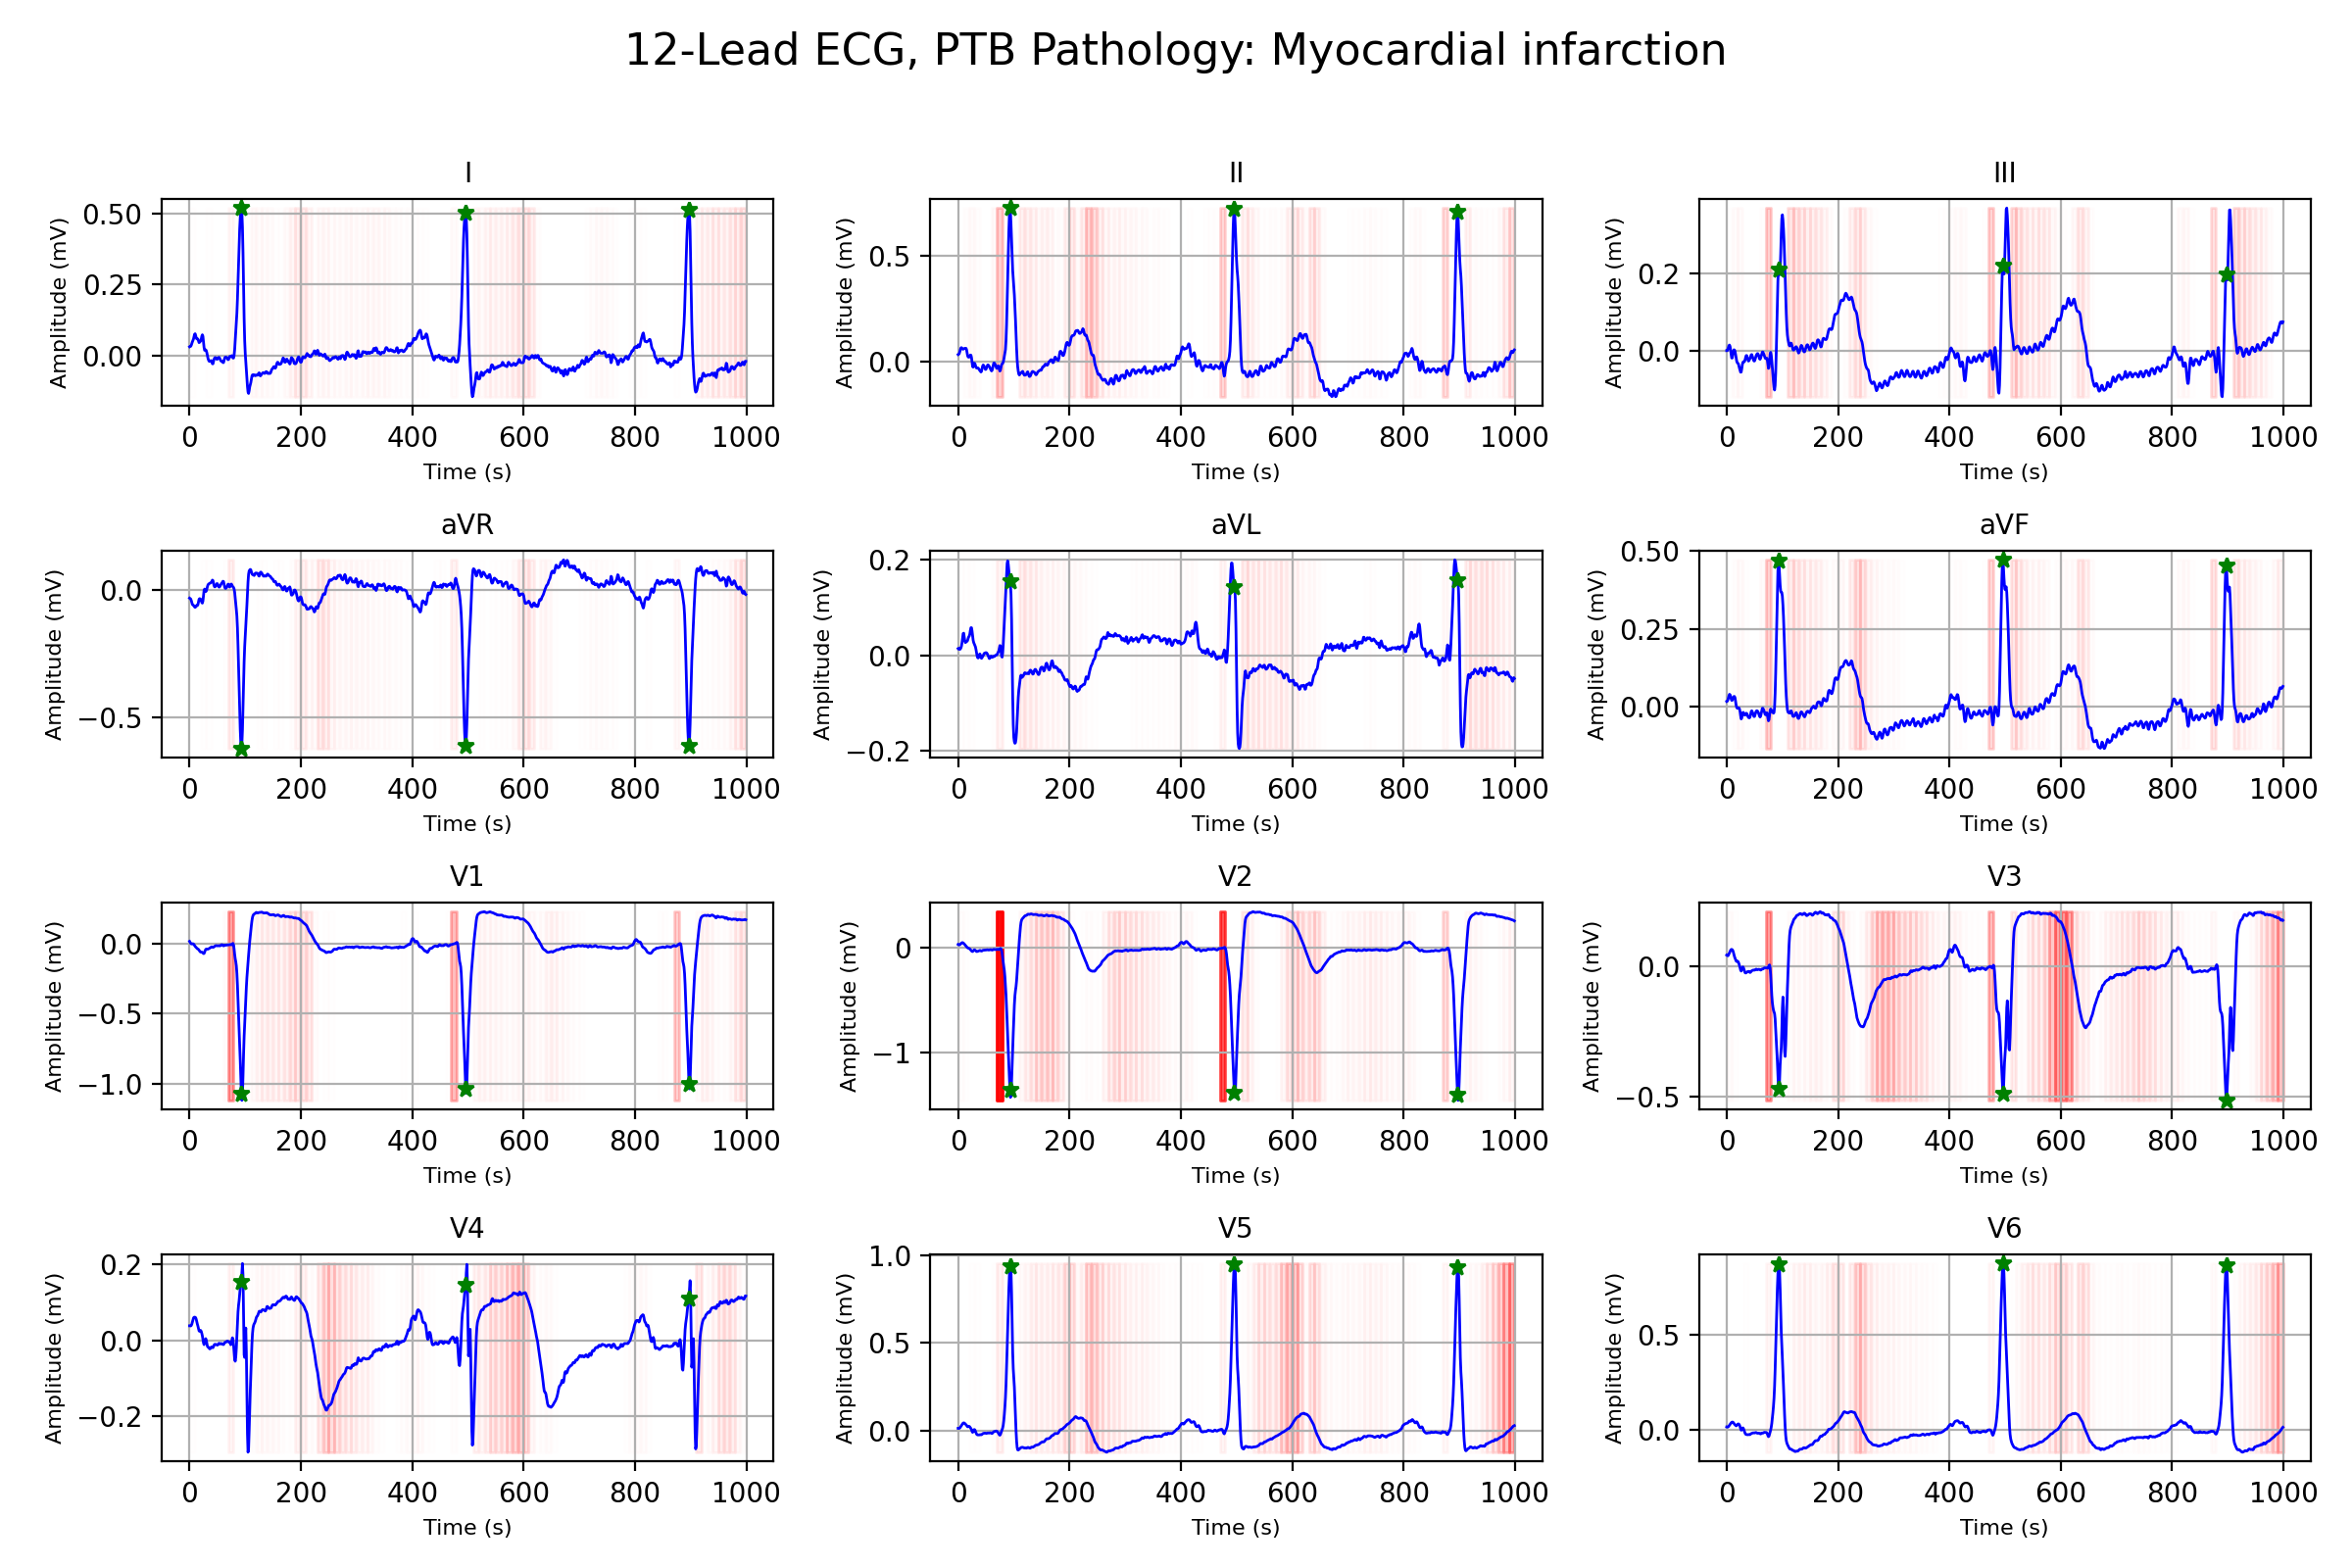 12-Lead ECG, PTB Pathology: Myocardial infarction
I
Amplitude (mV)
0.50
0.25
0.00
0 200 400 600 800 1000
Time (s)
II
Amplitude (mV)
0.5
0.0
0 200 400 600 800 1000
Time (s)
III
Amplitude (mV)
0.2
0.0
0 200 400 600 800 1000
Time (s)
aVR
Amplitude (mV)
0.0
−0.5
0 200 400 600 800 1000
Time (s)
aVL
Amplitude (mV)
0.2
0.0
−0.2
0 200 400 600 800 1000
Time (s)
aVF
Amplitude (mV)
0.50
0.25
0.00
0 200 400 600 800 1000
Time (s)
V1
Amplitude (mV)
0.0
−0.5
−1.0
0 200 400 600 800 1000
Time (s)
V2
Amplitude (mV)
0
−1
0 200 400 600 800 1000
Time (s)
V3
Amplitude (mV)
0.0
−0.5
0 200 400 600 800 1000
Time (s)
V4
Amplitude (mV)
0.2
0.0
−0.2
0 200 400 600 800 1000
Time (s)
V5
Amplitude (mV)
1.0
0.5
0.0
0 200 400 600 800 1000
Time (s)
V6
Amplitude (mV)
0.5
0.0
0 200 400 600 800 1000
Time (s)